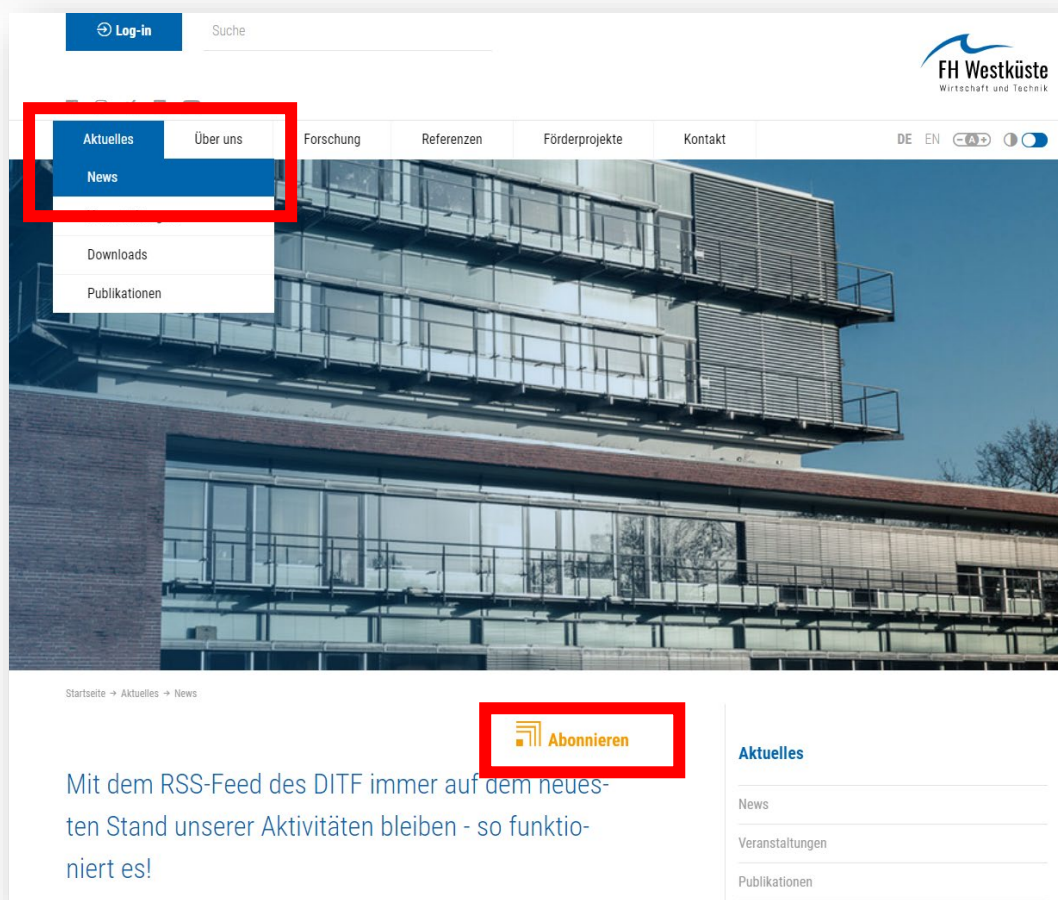 Log-in
Suche
FH Westküste
Wirtschaft und Technik
Aktuelles Über uns Forschung Referenzen Förderprojekte Kontakt DE EN -A+
News
Downloads
Publikationen
Startseite → Aktuelles → News
Abonnieren
Mit dem RSS-Feed des DITF immer auf dem neues-
ten Stand unserer Aktivitäten bleiben - so funktio-
niert es!
Aktuelles
News
Veranstaltungen
Publikationen